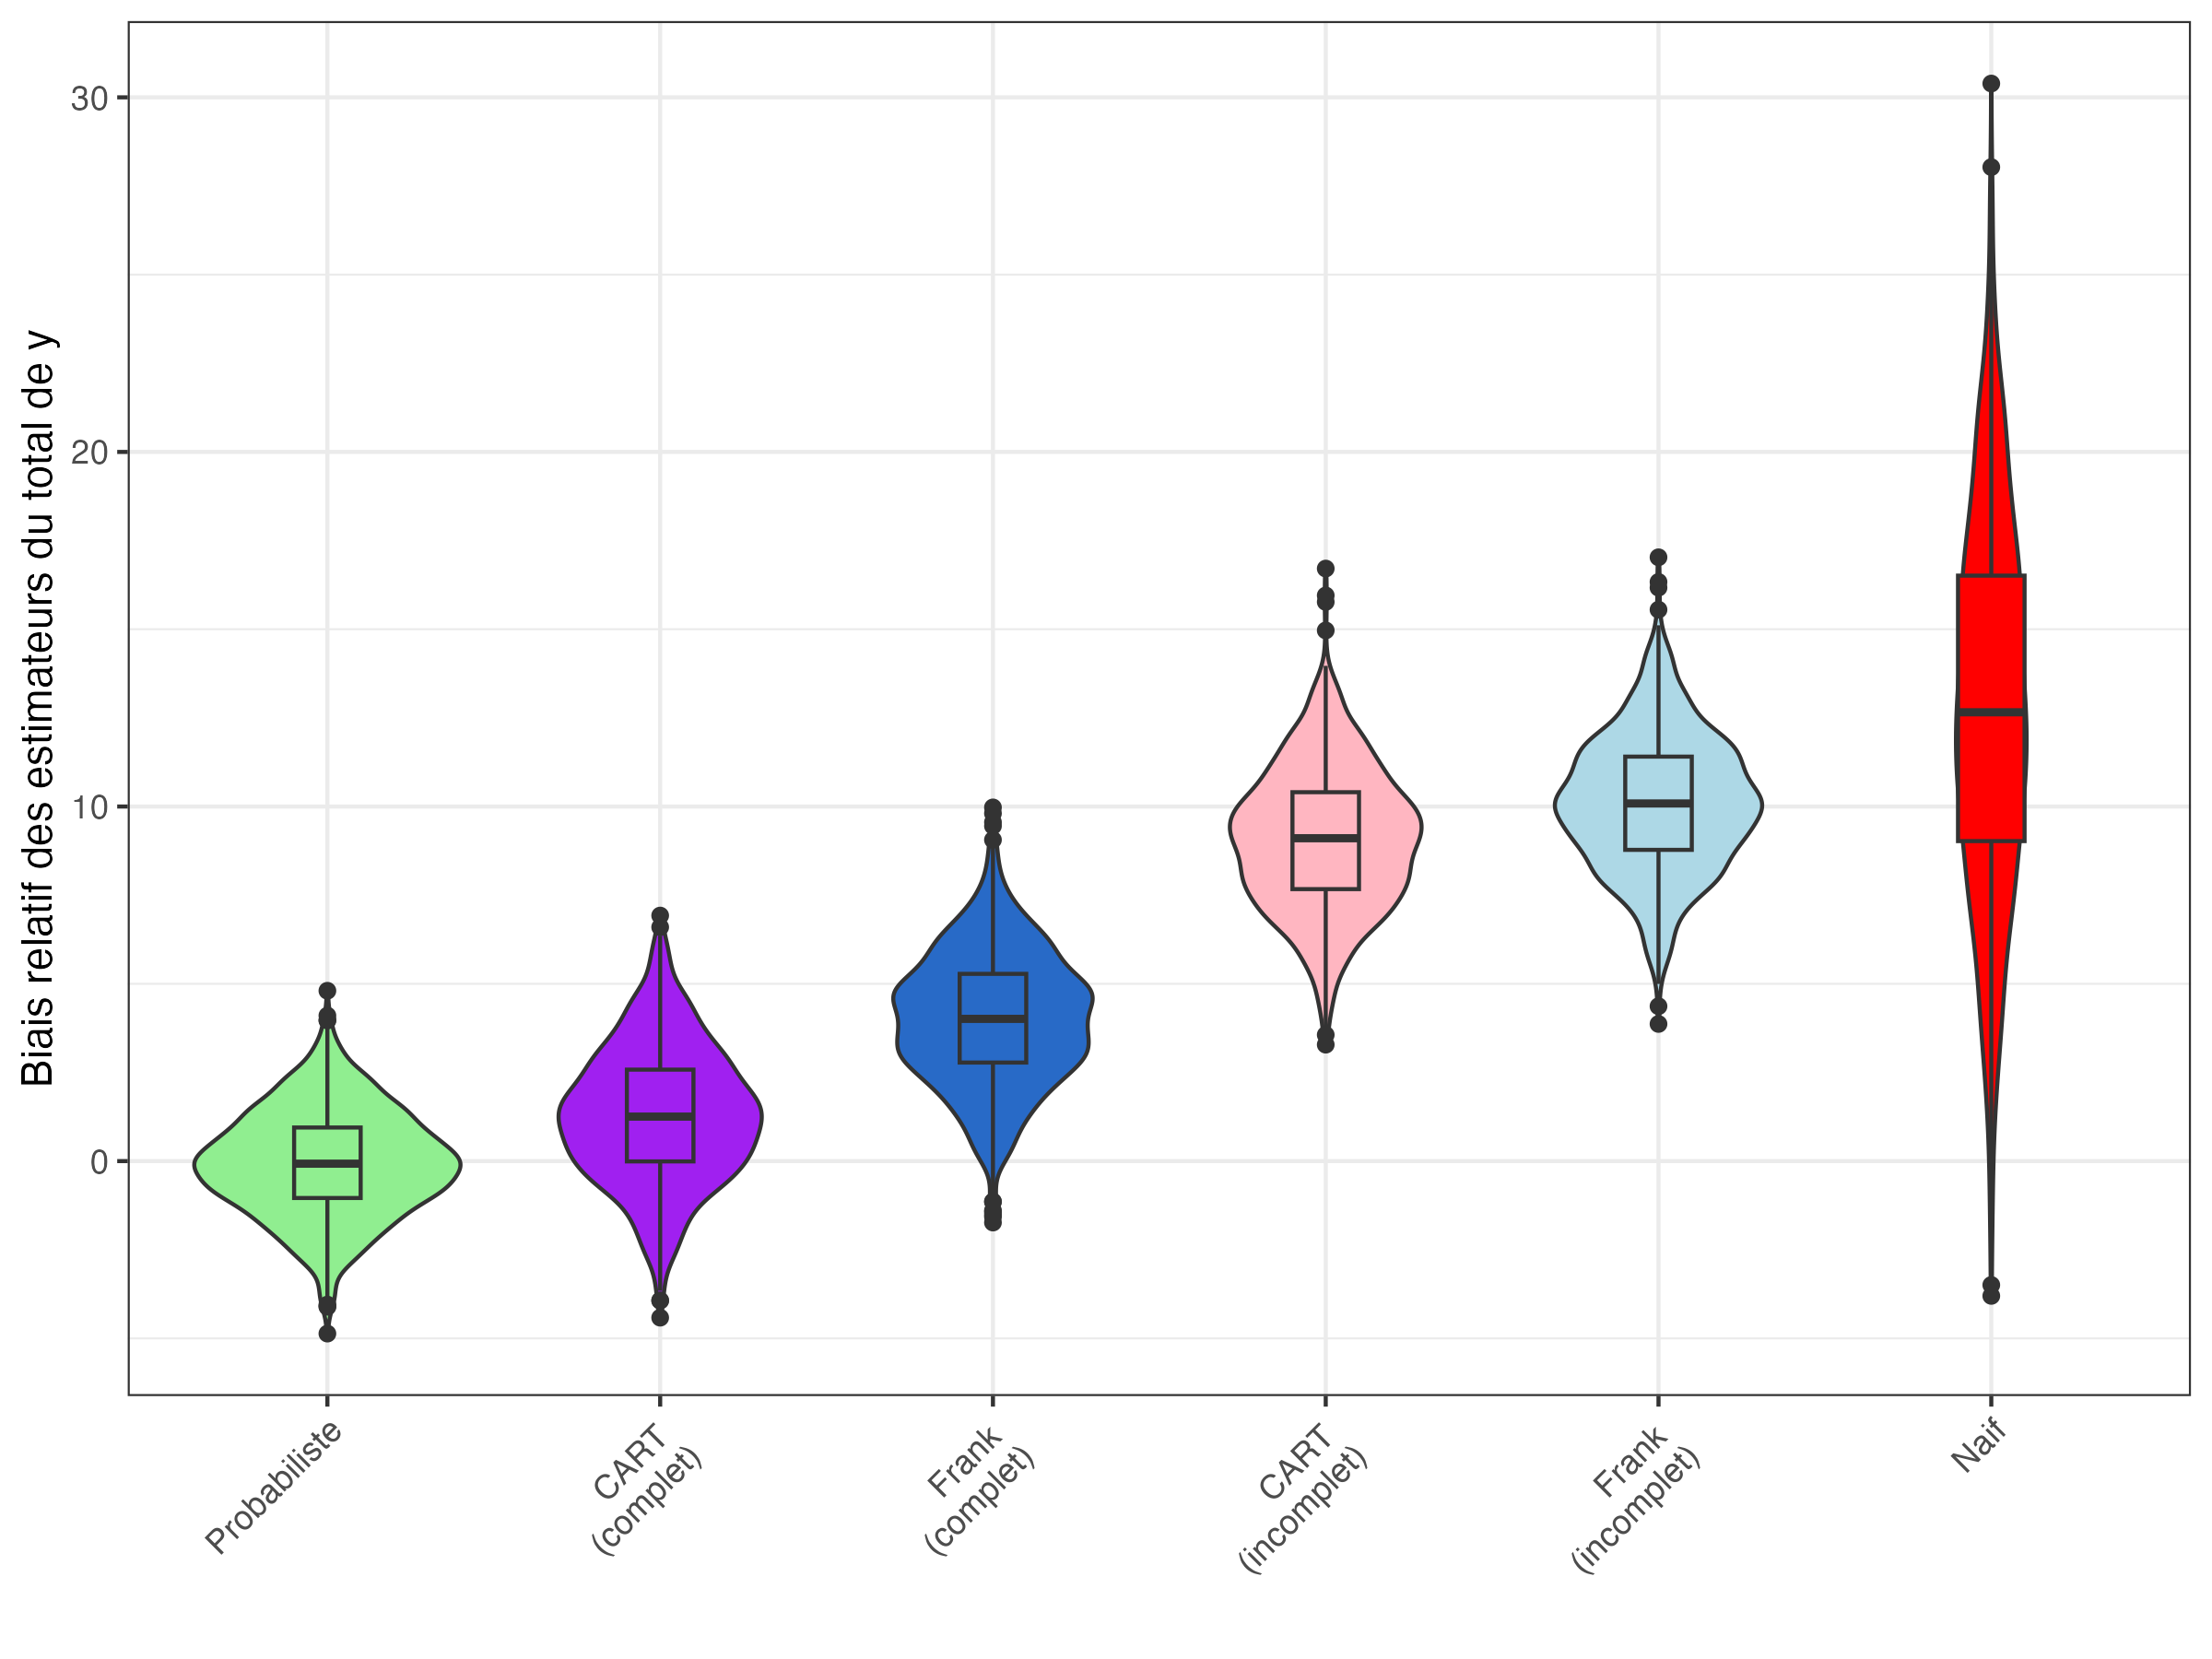 Biais relatif des estimateurs du total de y
30
20
10
0
Probabiliste
CART
(complet)
Frank
(complet)
CART
(incomplet)
Frank
(incomplet)
Naif